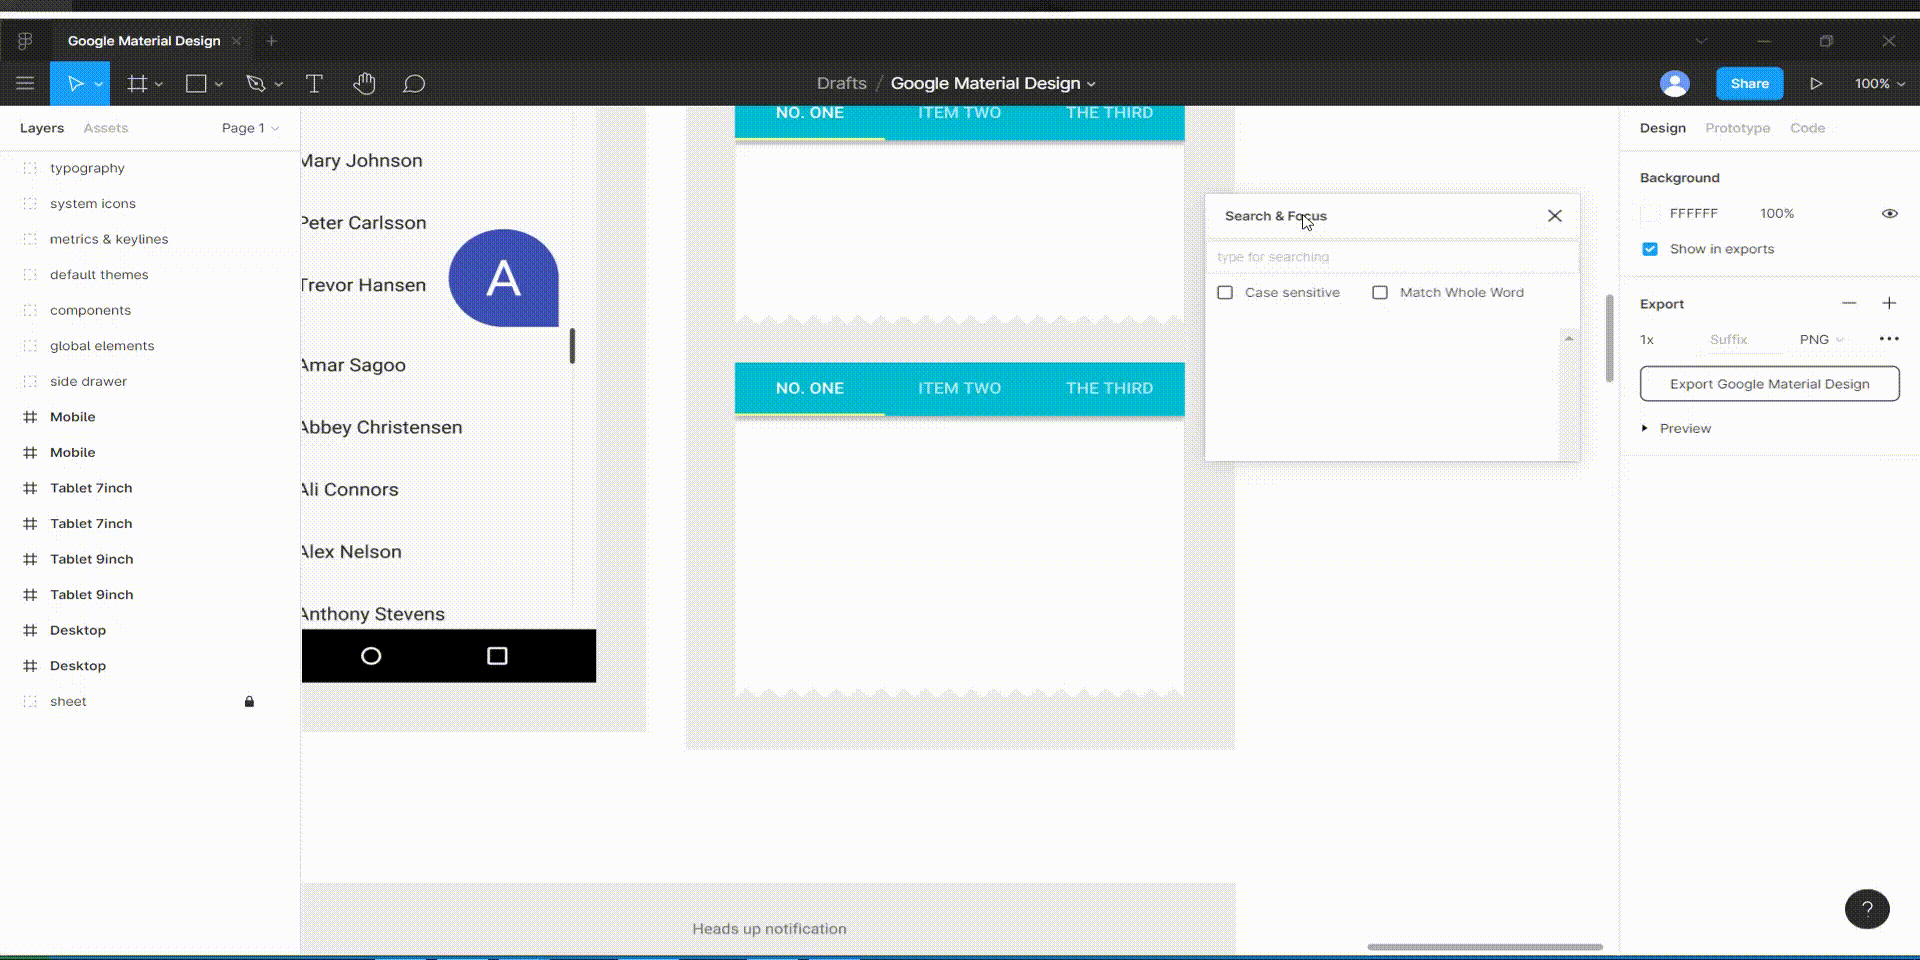 Google Material Design
Drafts / Google Material Design
Share
100%
Layers
Assets
Page 1
typography
system icons
metrics & keylines
default themes
components
global elements
side drawer
Mobile
Mobile
Tablet 7inch
Tablet 7inch
Tablet 9inch
Tablet 9inch
Desktop
Desktop
sheet
Mary Johnson
Peter Carlsson
Trevor Hansen
A
Amar Sagoo
Abbey Christensen
Ali Connors
Alex Nelson
Anthony Stevens
NO. ONE ITEM TWO THE THIRD
NO. ONE ITEM TWO THE THIRD
Heads up notification
Search & Focus
type for searching
Case sensitive
Match Whole Word
Design
Prototype
Code
Background
FFFFFF 100%
Show in exports
Export
1x Suffix PNG
Export Google Material Design
Preview
?